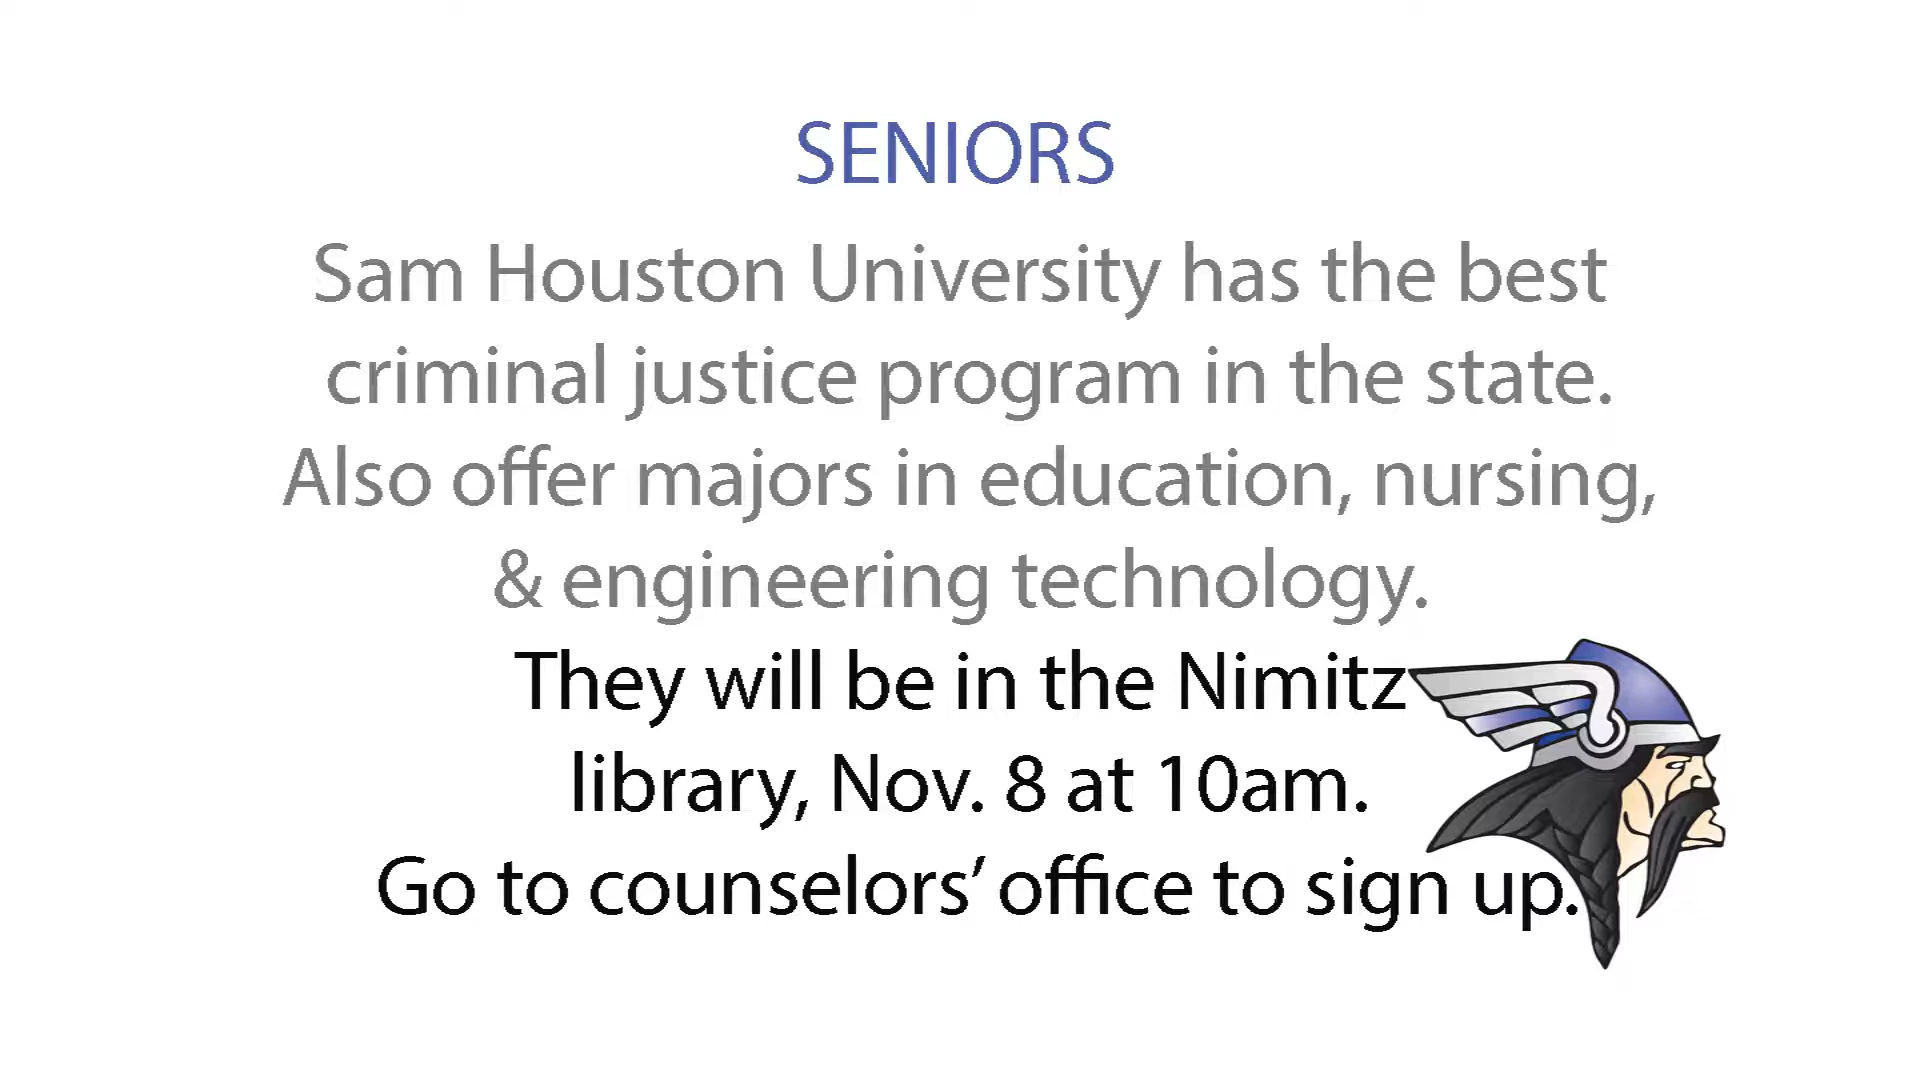 SENIORS
Sam Houston University has the best
criminal justice program in the state.
Also offer majors in education, nursing,
& engineering technology.
They will be in the Nimitz
library, Nov. 8 at 10am.
Go to counselors’ office to sign up.